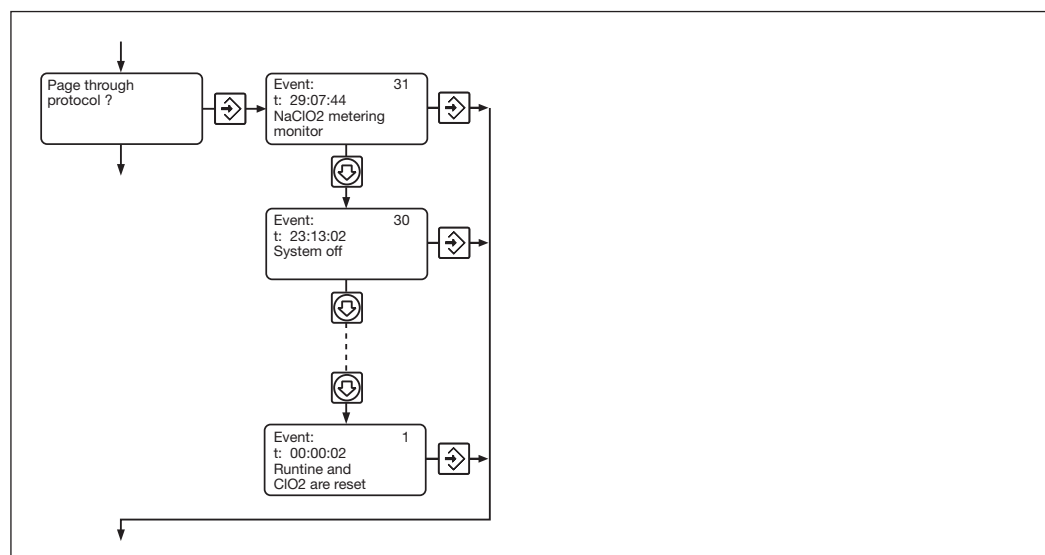 Page through
protocol ?
Event: 31
t: 29:07:44
NaClO2 metering
monitor
Event: 30
t: 23:13:02
System off
Event: 1
t: 00:00:02
Runtine and
ClO2 are reset